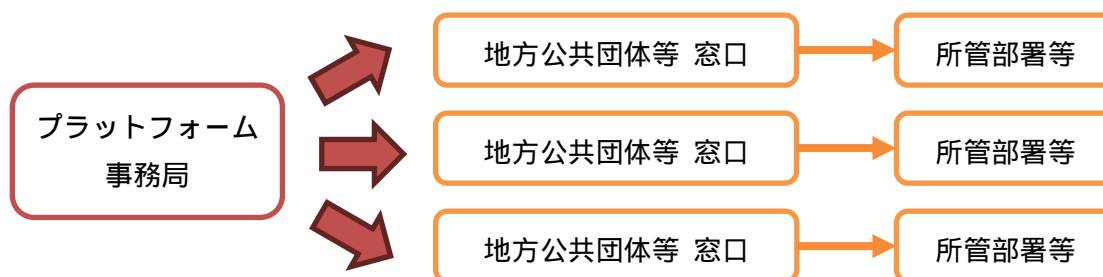 プラットフォーム
事務局
地方公共団体等 窓口
所管部署等
地方公共団体等 窓口
所管部署等
地方公共団体等 窓口
所管部署等